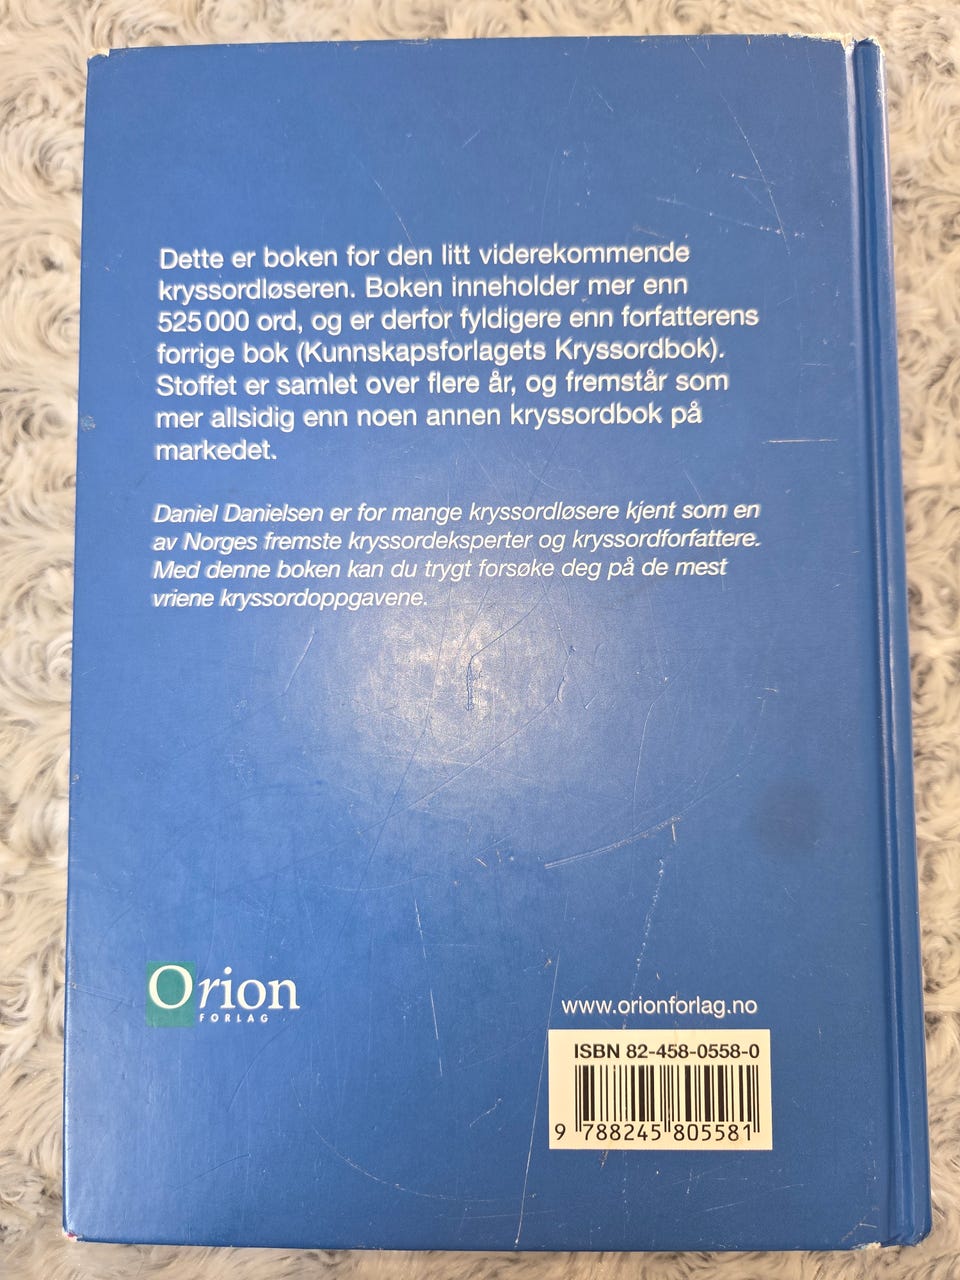 Dette er boken for den litt viderekommende
kryssordløseren. Boken inneholder mer enn
525 000 ord, og er derfor fyldigere enn forfatterens
forrige bok (Kunnskapsforlagets Kryssordbok).
Stoffet er samlet over flere år, og fremstår som
mer allsidig enn noen annen kryssordbok på
markedet.
Daniel Danielsen er for mange kryssordløsere kjent som en
av Norges fremste kryssordeksperter og kryssordforfattere.
Med denne boken kan du trygt forsøke deg på de mest
vriene kryssordoppgavene.
Orion
FORLAG
www.orionforlag.no
ISBN 82-458-0558-0
9 788245 805581